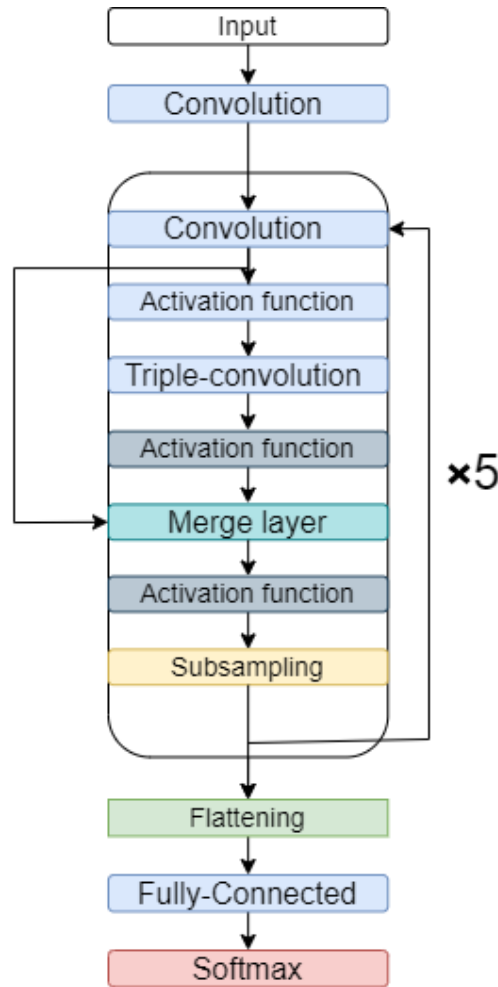 Input
Convolution
Convolution
Activation function
Triple-convolution
Activation function
Merge layer
Activation function
Subsampling
×5
Flattening
Fully-Connected
Softmax